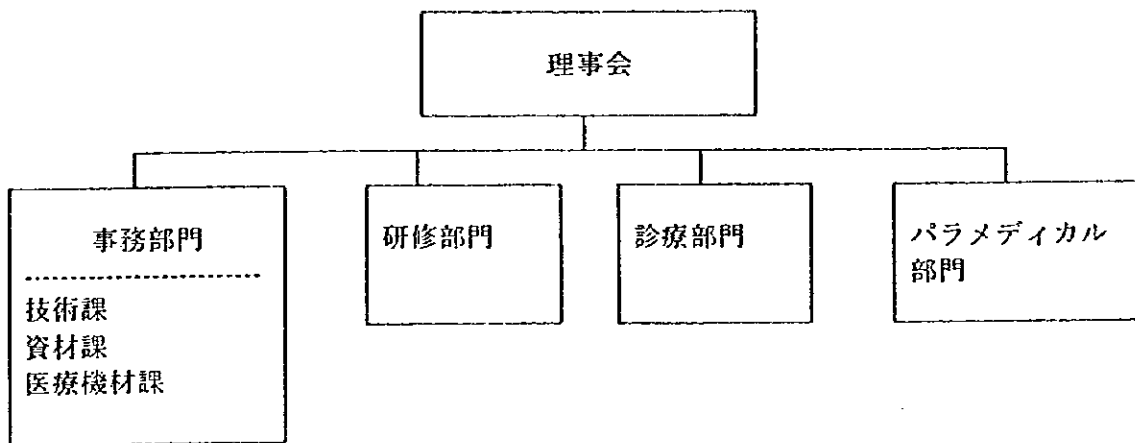 理事会
事務部門
技術課
資材課
医療機材課
研修部門
診療部門
パラメディカル
部門